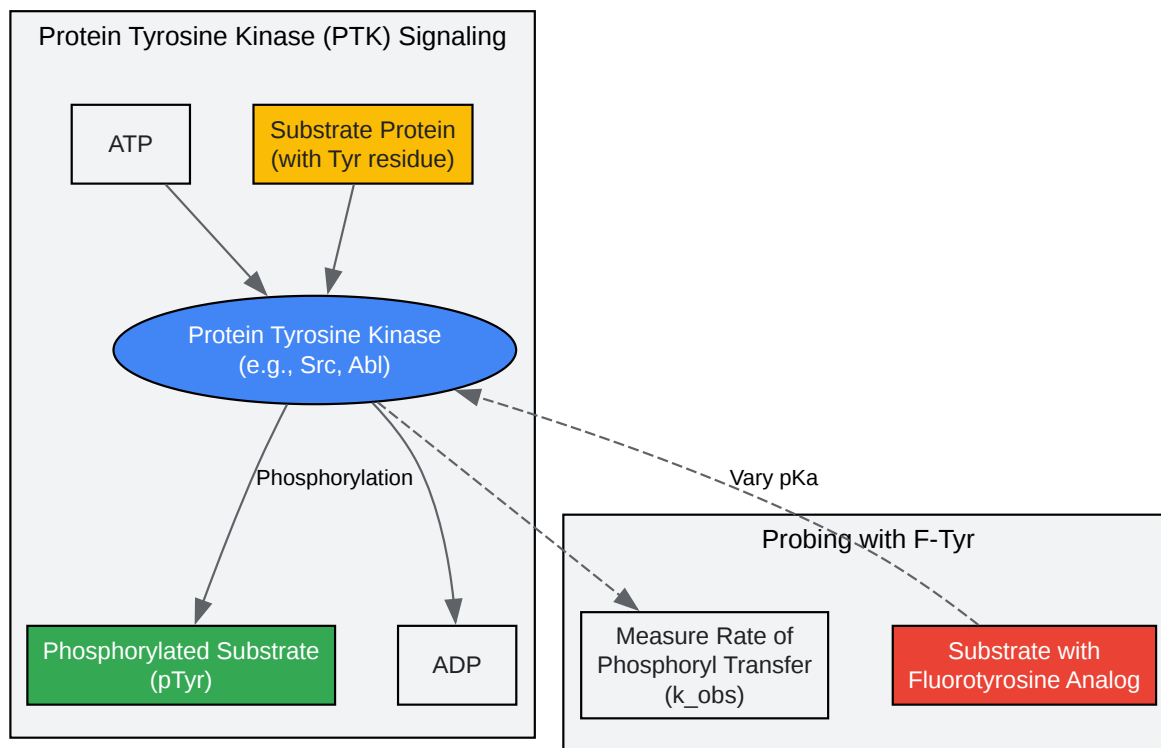 Protein Tyrosine Kinase (PTK) Signaling
ATP
Substrate Protein
(with Tyr residue)
Protein Tyrosine Kinase
(e.g., Src, Abl)
Phosphorylation
Vary pKa
Probing with F-Tyr
Phosphorylated Substrate
(pTyr)
ADP
Measure Rate of
Phosphoryl Transfer
(k_obs)
Substrate with
Fluorotyrosine Analog